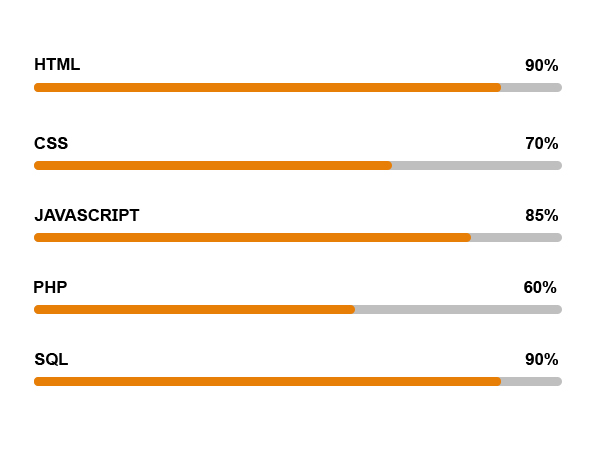 HTML 90%
CSS 70%
JAVASCRIPT 85%
PHP 60%
SQL 90%